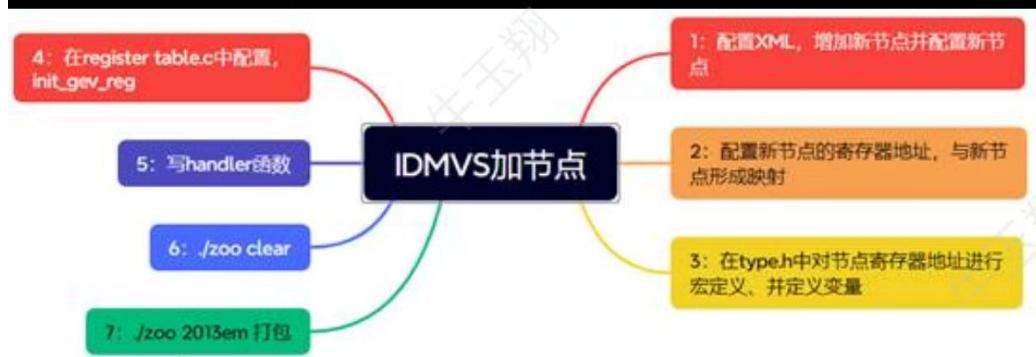 IDMVS加节点
1：配置XML，增加新节点并配置新节
点
2：配置新节点的寄存器地址，与新节
点形成映射
3：在type.h中对节点寄存器地址进行
宏定义、并定义变量
4：在register table.c中配置，
init_gev_reg
5：写handler函数
6：./zoo clear
7：./zoo 2013em 打包
牛玉翔